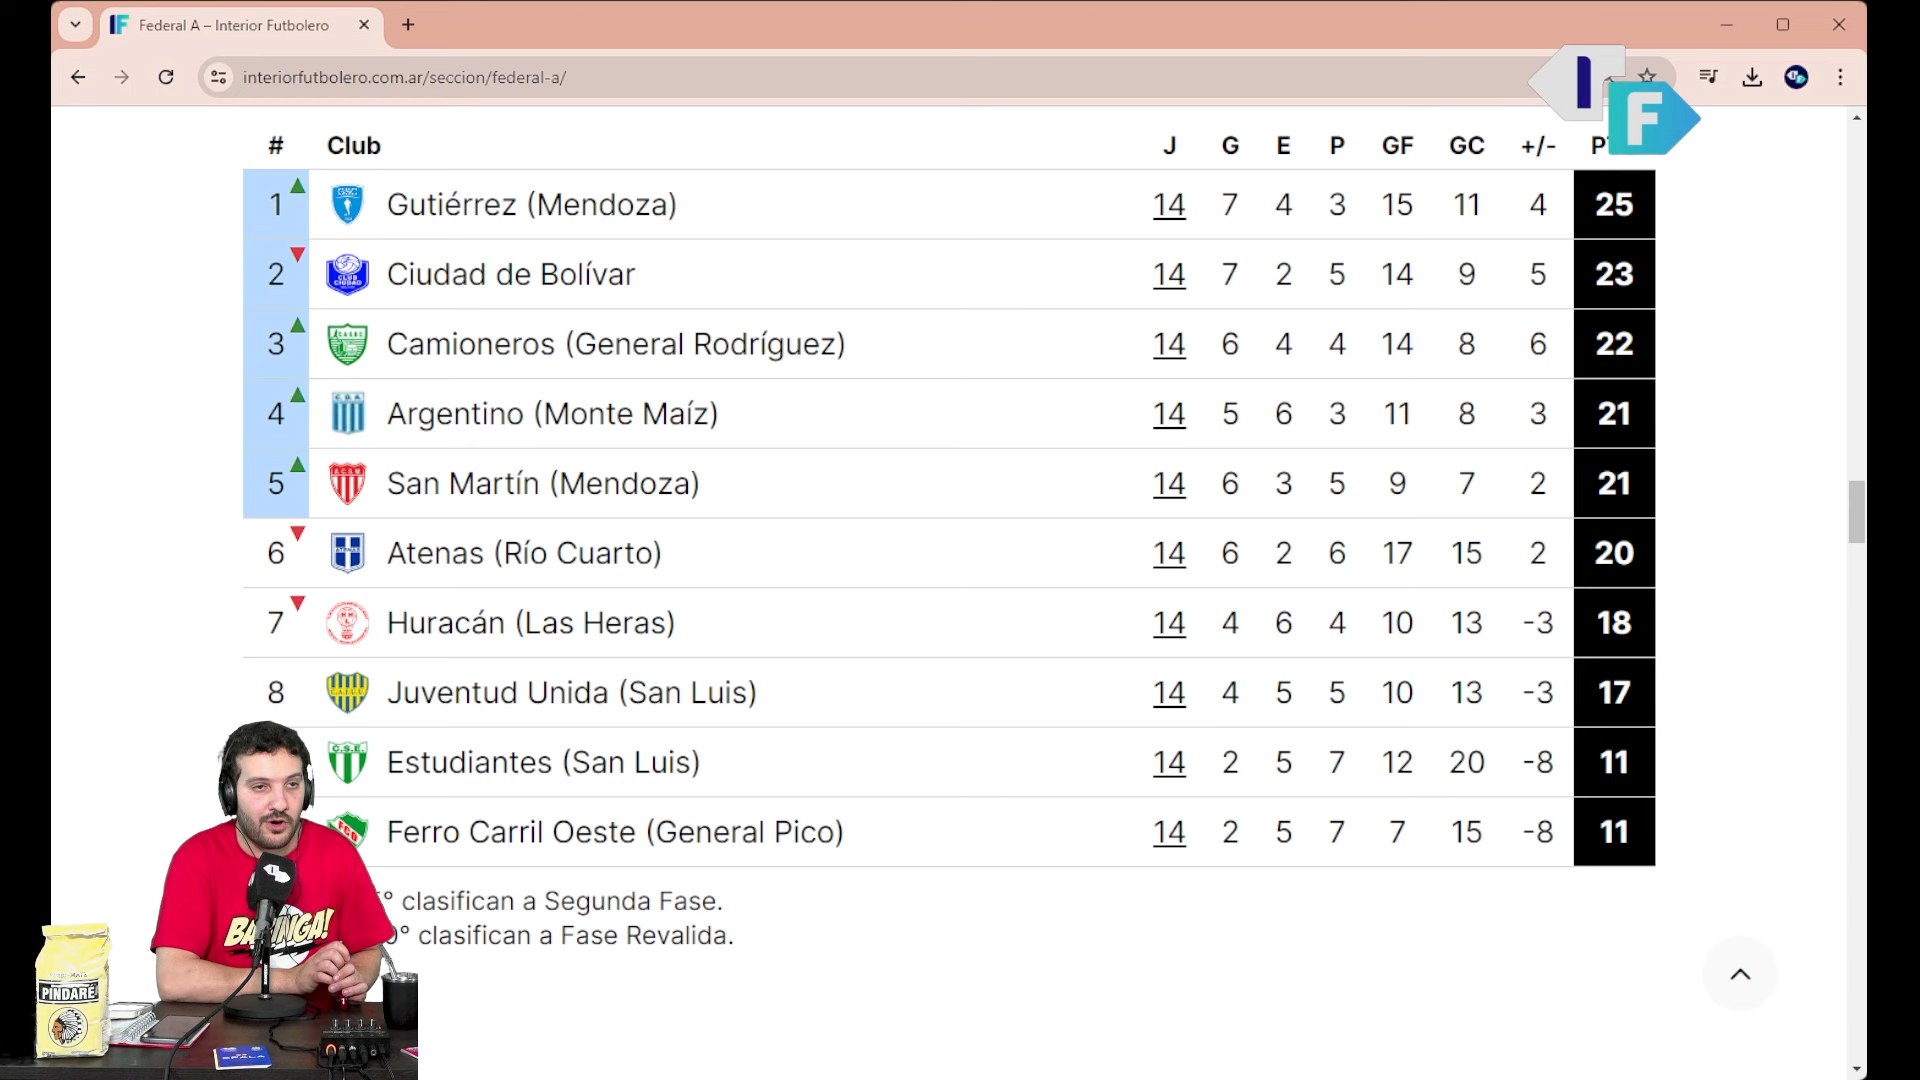 Federal A – Interior Futbolero
interiorfutbolero.com.ar/seccion/federal-a/
IF
# Club J G E P GF GC +/-
1 Gutiérrez (Mendoza) 14 7 4 3 15 11 4 25
2 Ciudad de Bolívar 14 7 2 5 14 9 5 23
3 Camioneros (General Rodríguez) 14 6 4 4 14 8 6 22
4 Argentino (Monte Maíz) 14 5 6 3 11 8 3 21
5 San Martín (Mendoza) 14 6 3 5 9 7 2 21
6 Atenas (Río Cuarto) 14 6 2 6 17 15 2 20
7 Huracán (Las Heras) 14 4 6 4 10 13 -3 18
8 Juventud Unida (San Luis) 14 4 5 5 10 13 -3 17
Estudiantes (San Luis) 14 2 5 7 12 20 -8 11
Ferro Carril Oeste (General Pico) 14 2 5 7 7 15 -8 11
clasifican a Segunda Fase.
clasifican a Fase Revalida.
PINDARÉ